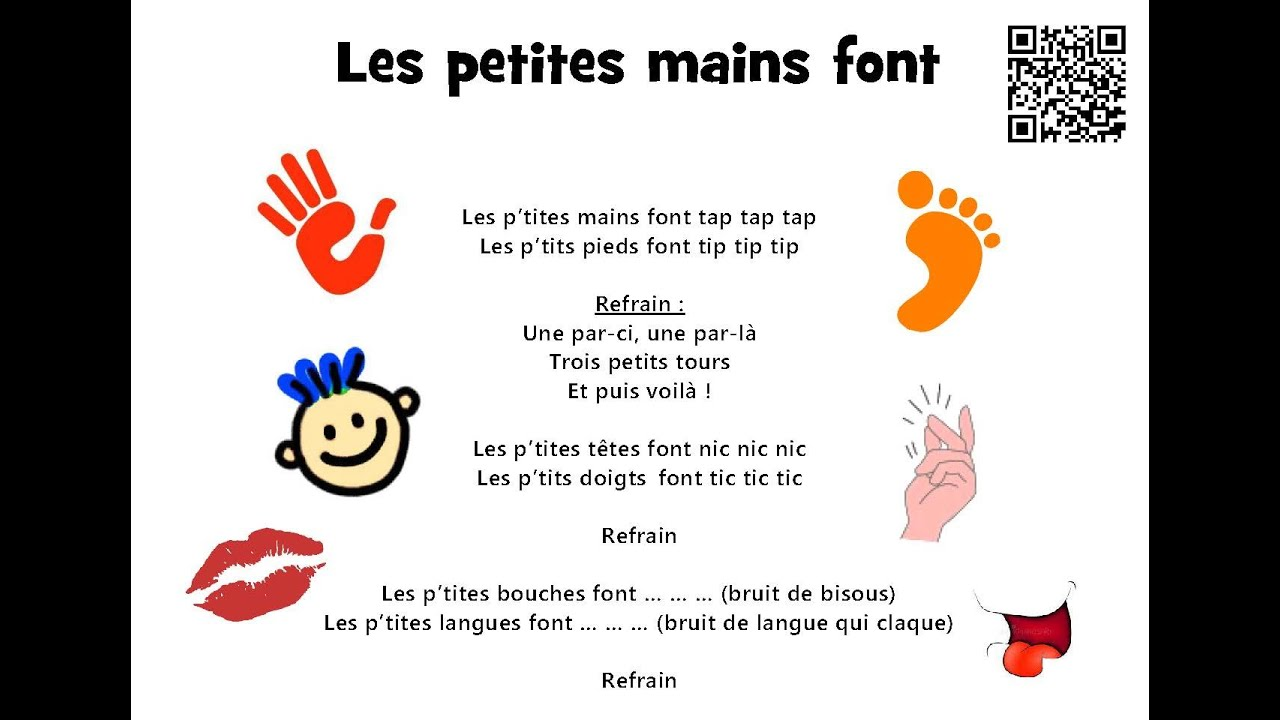 Les petites mains font
Les p’tites mains font tap tap tap
Les p’tits pieds font tip tip tip
Refrain :
Une par-ci, une par-là
Trois petits tours
Et puis voilà !
Les p’tites têtes font nic nic nic
Les p’tits doigts  font tic tic tic
Refrain
Les p’tites bouches font ... ... ... (bruit de bisous)
Les p’tites langues font ... ... ... (bruit de langue qui claque)
Refrain